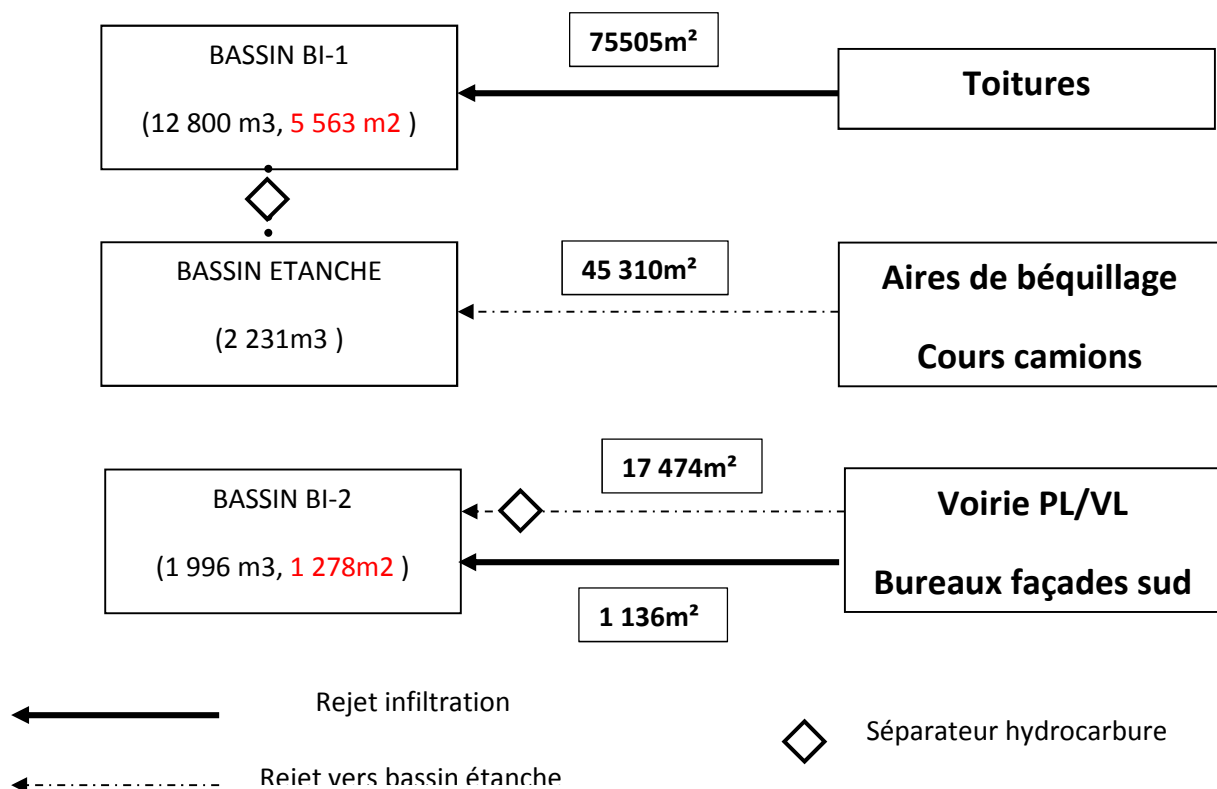 75505m²
BASSIN BI-1
(12 800 m3, 5 563 m2 )
Toitures
BASSIN ETANCHE
(2 231m3 )
45 310m²
Aires de béquillage
Cours camions
17 474m²
BASSIN BI-2
(1 996 m3, 1 278m2 )
Voirie PL/VL
Bureaux façades sud
1 136m²
Rejet infiltration
Séparateur hydrocarbure
Rejet vers bassin étanche